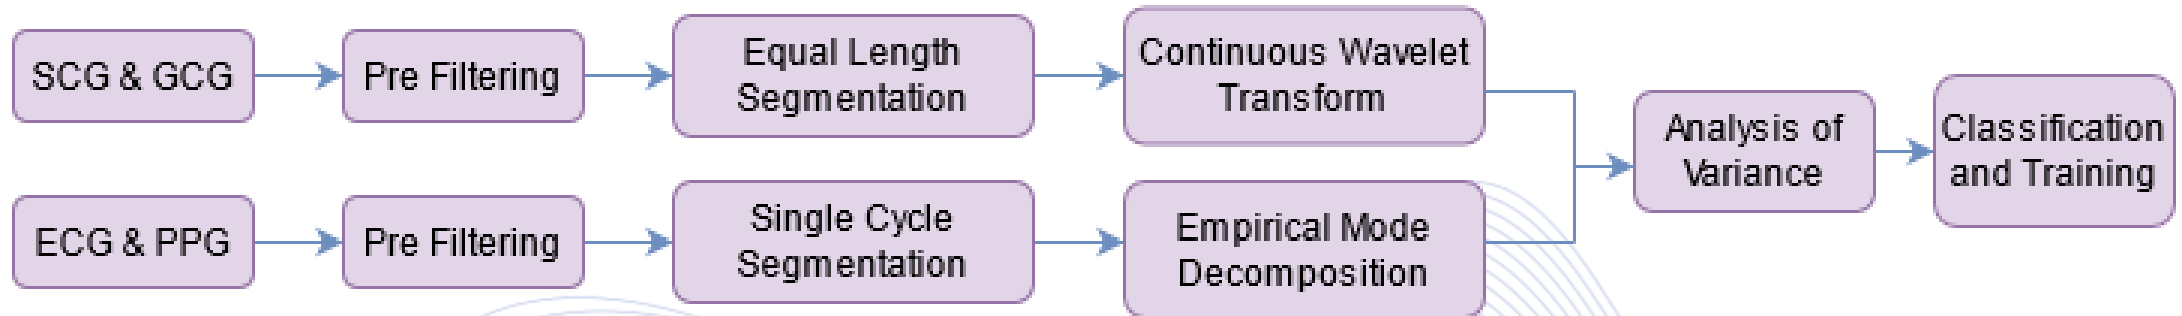 SCG & GCG
Pre Filtering
Equal Length
Segmentation
Continuous Wavelet
Transform
ECG & PPG
Pre Filtering
Single Cycle
Segmentation
Empirical Mode
Decomposition
Analysis of
Variance
Classification
and Training